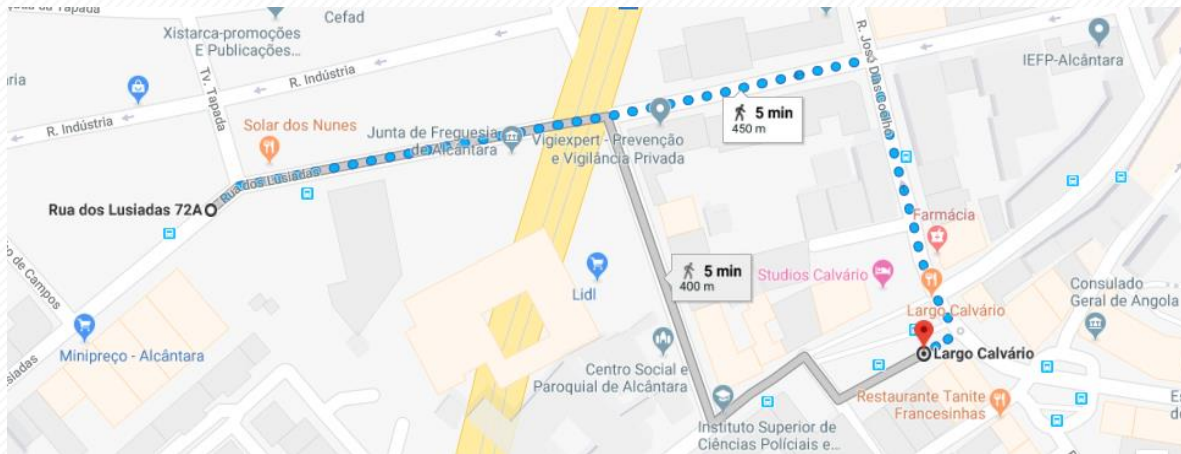 Cefad
Xistarca-promoções
E Publicações...
Tv. Tapada
R. Indústria
R. Indústria
R. José Dias Coelho
IEFP-Alcântara
5 min
450 m
Solar dos Nunes
Junta de Freguesia
de Alcântara
Vigiexpert - Prevenção
e Vigilância Privada
Rua dos Lusíadas
Rua dos Lusiadas 72A
Farmácia
5 min
400 m
Studios Calvário
Lidl
Consulado
Geral de Angola
Largo Calvário
Minipreço - Alcântara
Largo Calvário
Centro Social e
Paroquial de Alcântara
Restaurante Tanite
Francesinhas
Instituto Superior de
Ciências Policiais e...